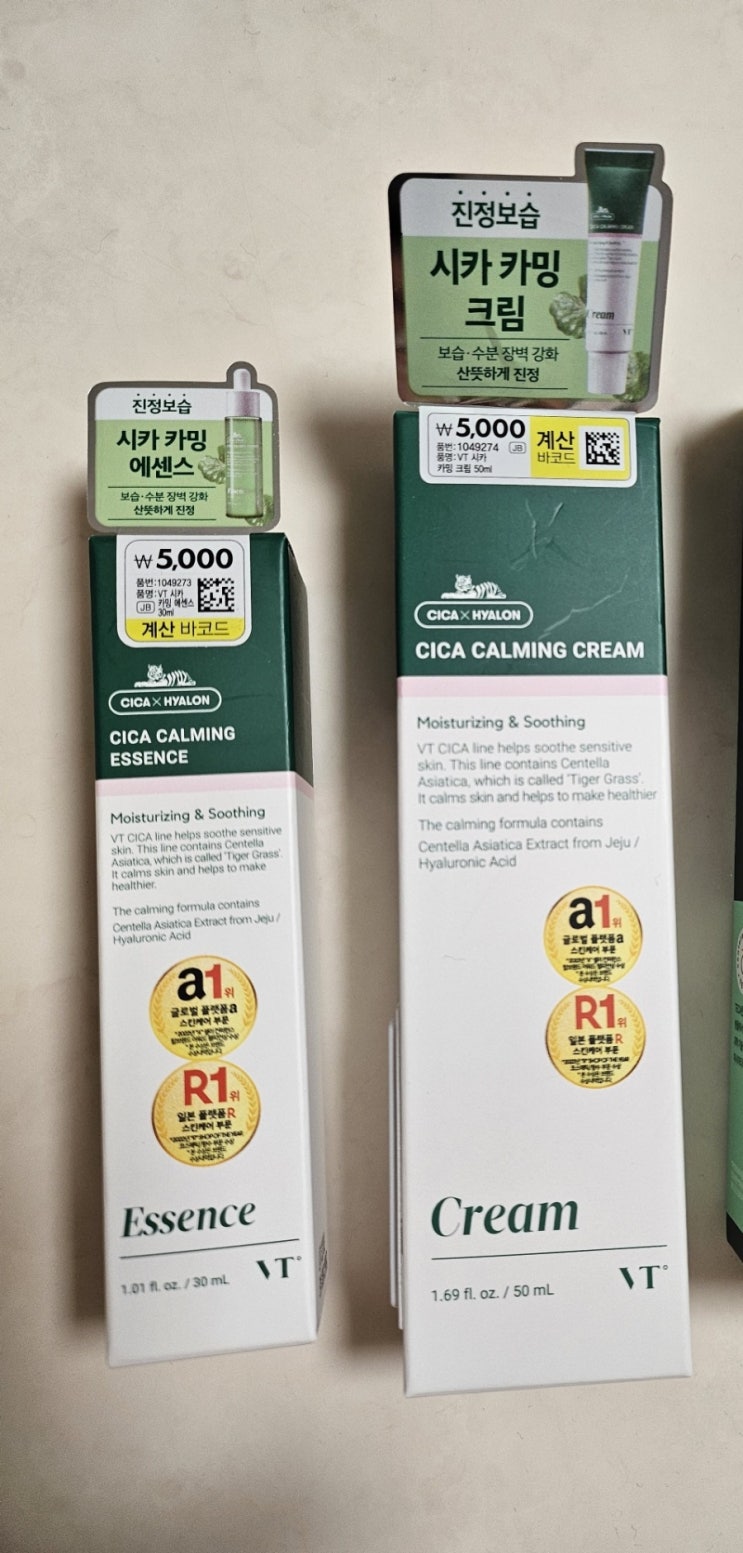 진정보습
시카 카밍
에센스
보습·수분 장벽 강화
산뜻하게 진정
₩5,000
품번:1049273
품명:VT 시카
카밍 에센스
30ml
JB
계산 바코드
CICA×HYALON
CICA CALMING
ESSENCE
Moisturizing & Soothing
VT CICA line helps soothe sensitive
skin. This line contains Centella
Asiatica, which is called 'Tiger Grass'.
It calms skin and helps to make
healthier.
The calming formula contains
Centella Asiatica Extract from Jeju /
Hyaluronic Acid
a1위
글로벌 플랫폼a
스킨케어 부문
R1위
일본 플랫폼R
스킨케어 부문
Essence
1.01 fl. oz. / 30 mL
VT
진정보습
시카 카밍
크림
보습·수분 장벽 강화
산뜻하게 진정
CICA CALMING CREAM
Cream
VT
₩5,000
품번:1049274
JB
품명:VT 시카
카밍 크림 50ml
계산
바코드
CICA×HYALON
CICA CALMING CREAM
Moisturizing & Soothing
VT CICA line helps soothe sensitive
skin. This line contains Centella
Asiatica, which is called 'Tiger Grass'.
It calms skin and helps to make healthier
The calming formula contains
Centella Asiatica Extract from Jeju /
Hyaluronic Acid
a1위
글로벌 플랫폼a
스킨케어 부문
R1위
일본 플랫폼R
스킨케어 부문
Cream
1.69 fl. oz. / 50 mL
VT